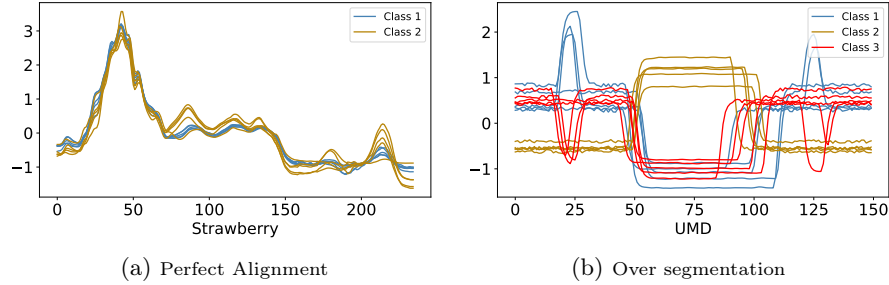 Class 1
Class 2
3
2
1
0
−1
0
50
100
150
200
Strawberry
(a) Perfect Alignment
Class 1
Class 2
Class 3
2
1
0
−1
0
25
50
75
100
125
150
UMD
(b) Over segmentation